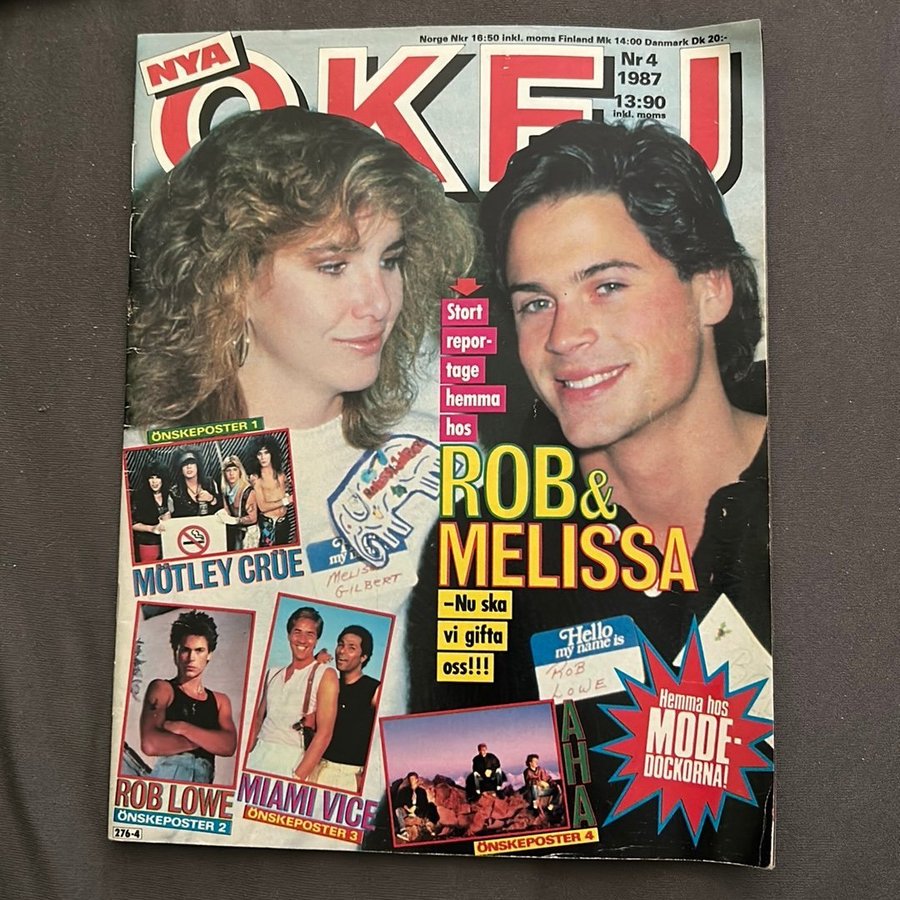 Norge Nkr 16:50 inkl. moms Finland Mk 14:00 Danmark Dk 20:-
NYA
OKEJ
Nr 4
1987
13:90
inkl. moms
Stort
repor-
tage
hemma
hos
ROB &
MELISSA
–Nu ska
vi gifta
oss!!!
ÖNSKEPOSTER 1
MÖTLEY CRÜE
Hello
my
MELISSA
GILBERT
Hello
my name is
ROB
LOWE
Hemma hos
MODE-
DOCKORNA!
ROB LOWE
ÖNSKEPOSTER 2
MIAMI VICE
ÖNSKEPOSTER 3
AHA
ÖNSKEPOSTER 4
276-4